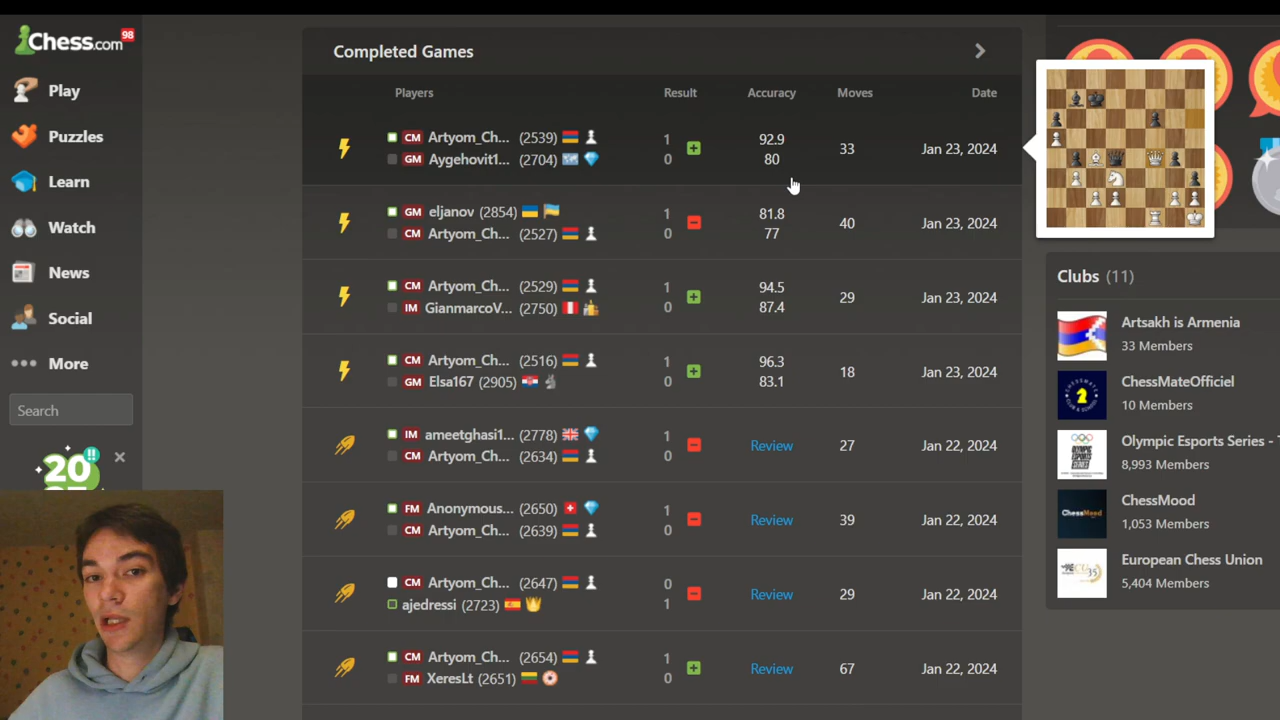 Chess.com 98
Play
Puzzles
Learn
Watch
News
Social
More
Search
20
Completed Games
Players Result Accuracy Moves Date
CM Artyom_Ch... (2539) 1 92.9
GM Aygehovit1... (2704) 0 80
33 Jan 23, 2024
GM eljanov (2854) 1 81.8
CM Artyom_Ch... (2527) 0 77
40 Jan 23, 2024
CM Artyom_Ch... (2529) 1 94.5
IM GianmarcoV... (2750) 0 87.4
29 Jan 23, 2024
CM Artyom_Ch... (2516) 1 96.3
GM Elsa167 (2905) 0 83.1
18 Jan 23, 2024
IM ameetghasi1... (2778) 1
CM Artyom_Ch... (2634) 0
Review 27 Jan 22, 2024
FM Anonymous... (2650) 1
CM Artyom_Ch... (2639) 0
Review 39 Jan 22, 2024
CM Artyom_Ch... (2647) 0
ajedressi (2723) 1
Review 29 Jan 22, 2024
CM Artyom_Ch... (2654) 1
FM XeresLt (2651) 0
Review 67 Jan 22, 2024
Clubs (11)
Artsakh is Armenia
33 Members
ChessMateOfficiel
10 Members
Olympic Esports Series -
8,993 Members
ChessMood
1,053 Members
European Chess Union
5,404 Members